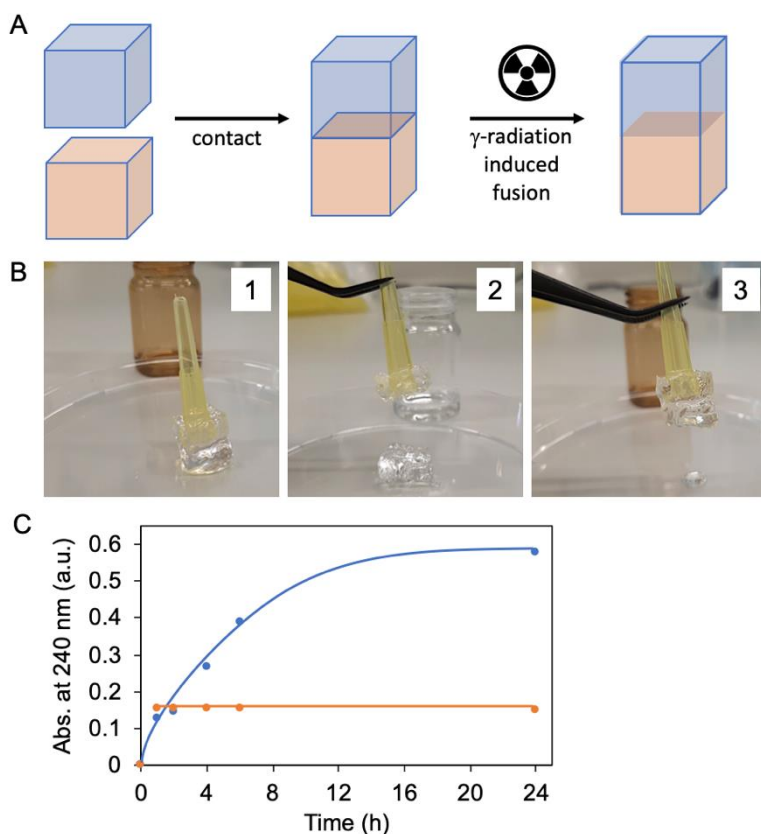 A
contact
γ-radiation
induced
fusion
B
1
2
3
C
Abs. at 240 nm (a.u.)
0.6
0.5
0.4
0.3
0.2
0.1
0
0
4
8
12
16
20
24
Time (h)